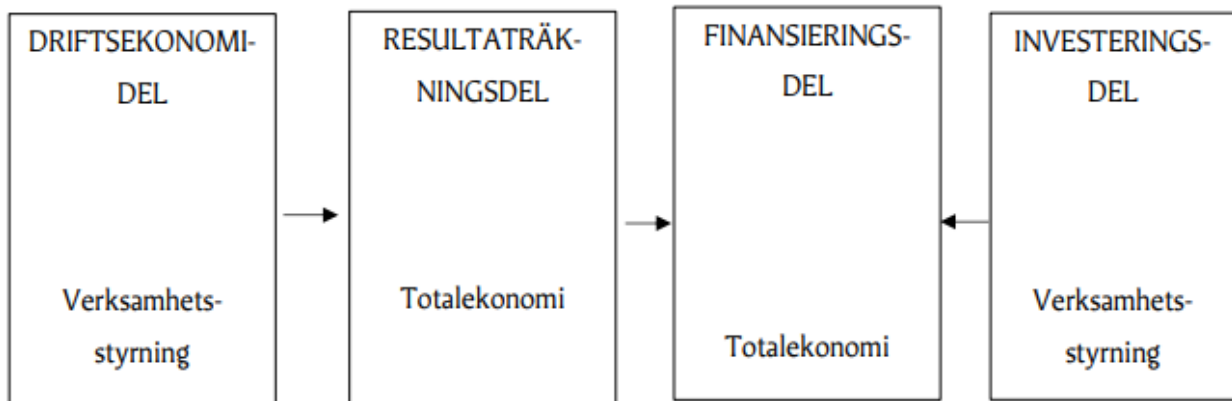 DRIFTSEKONOMI-
DEL
Verksamhets-
styrning
RESULTATRÄK-
NINGSDEL
Totalekonomi
FINANSIERINGS-
DEL
Totalekonomi
INVESTERINGS-
DEL
Verksamhets-
styrning